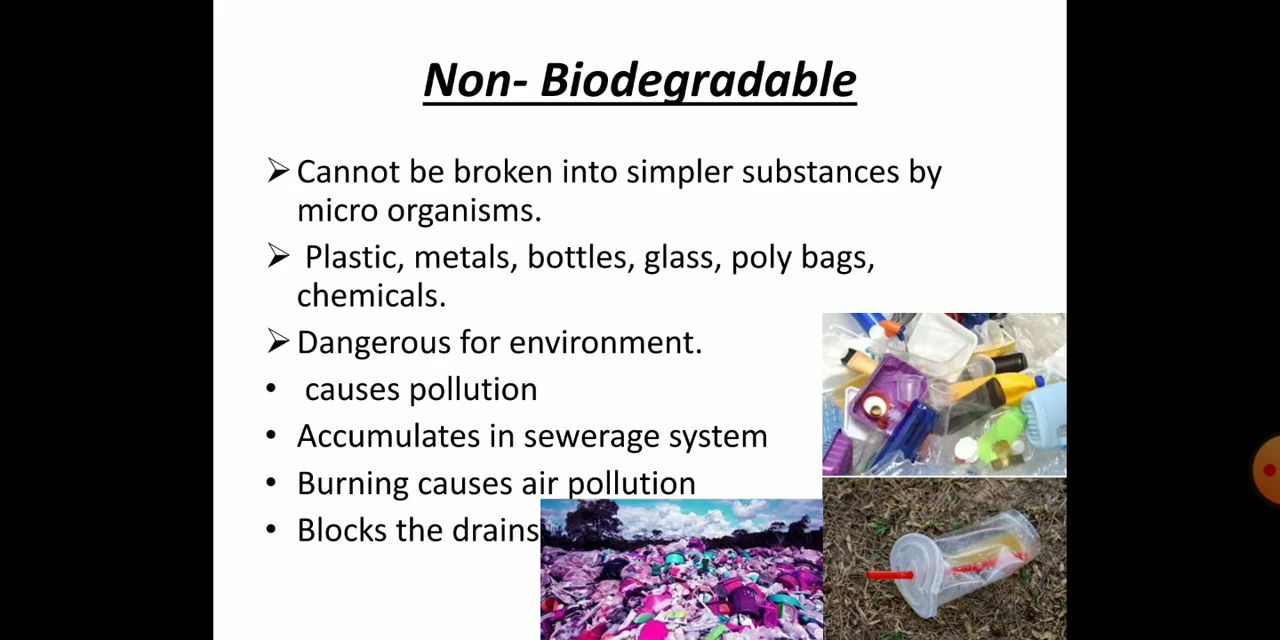 Non- Biodegradable
Cannot be broken into simpler substances by
micro organisms.
Plastic, metals, bottles, glass, poly bags,
chemicals.
Dangerous for environment.
causes pollution
Accumulates in sewerage system
Burning causes air pollution
Blocks the drains